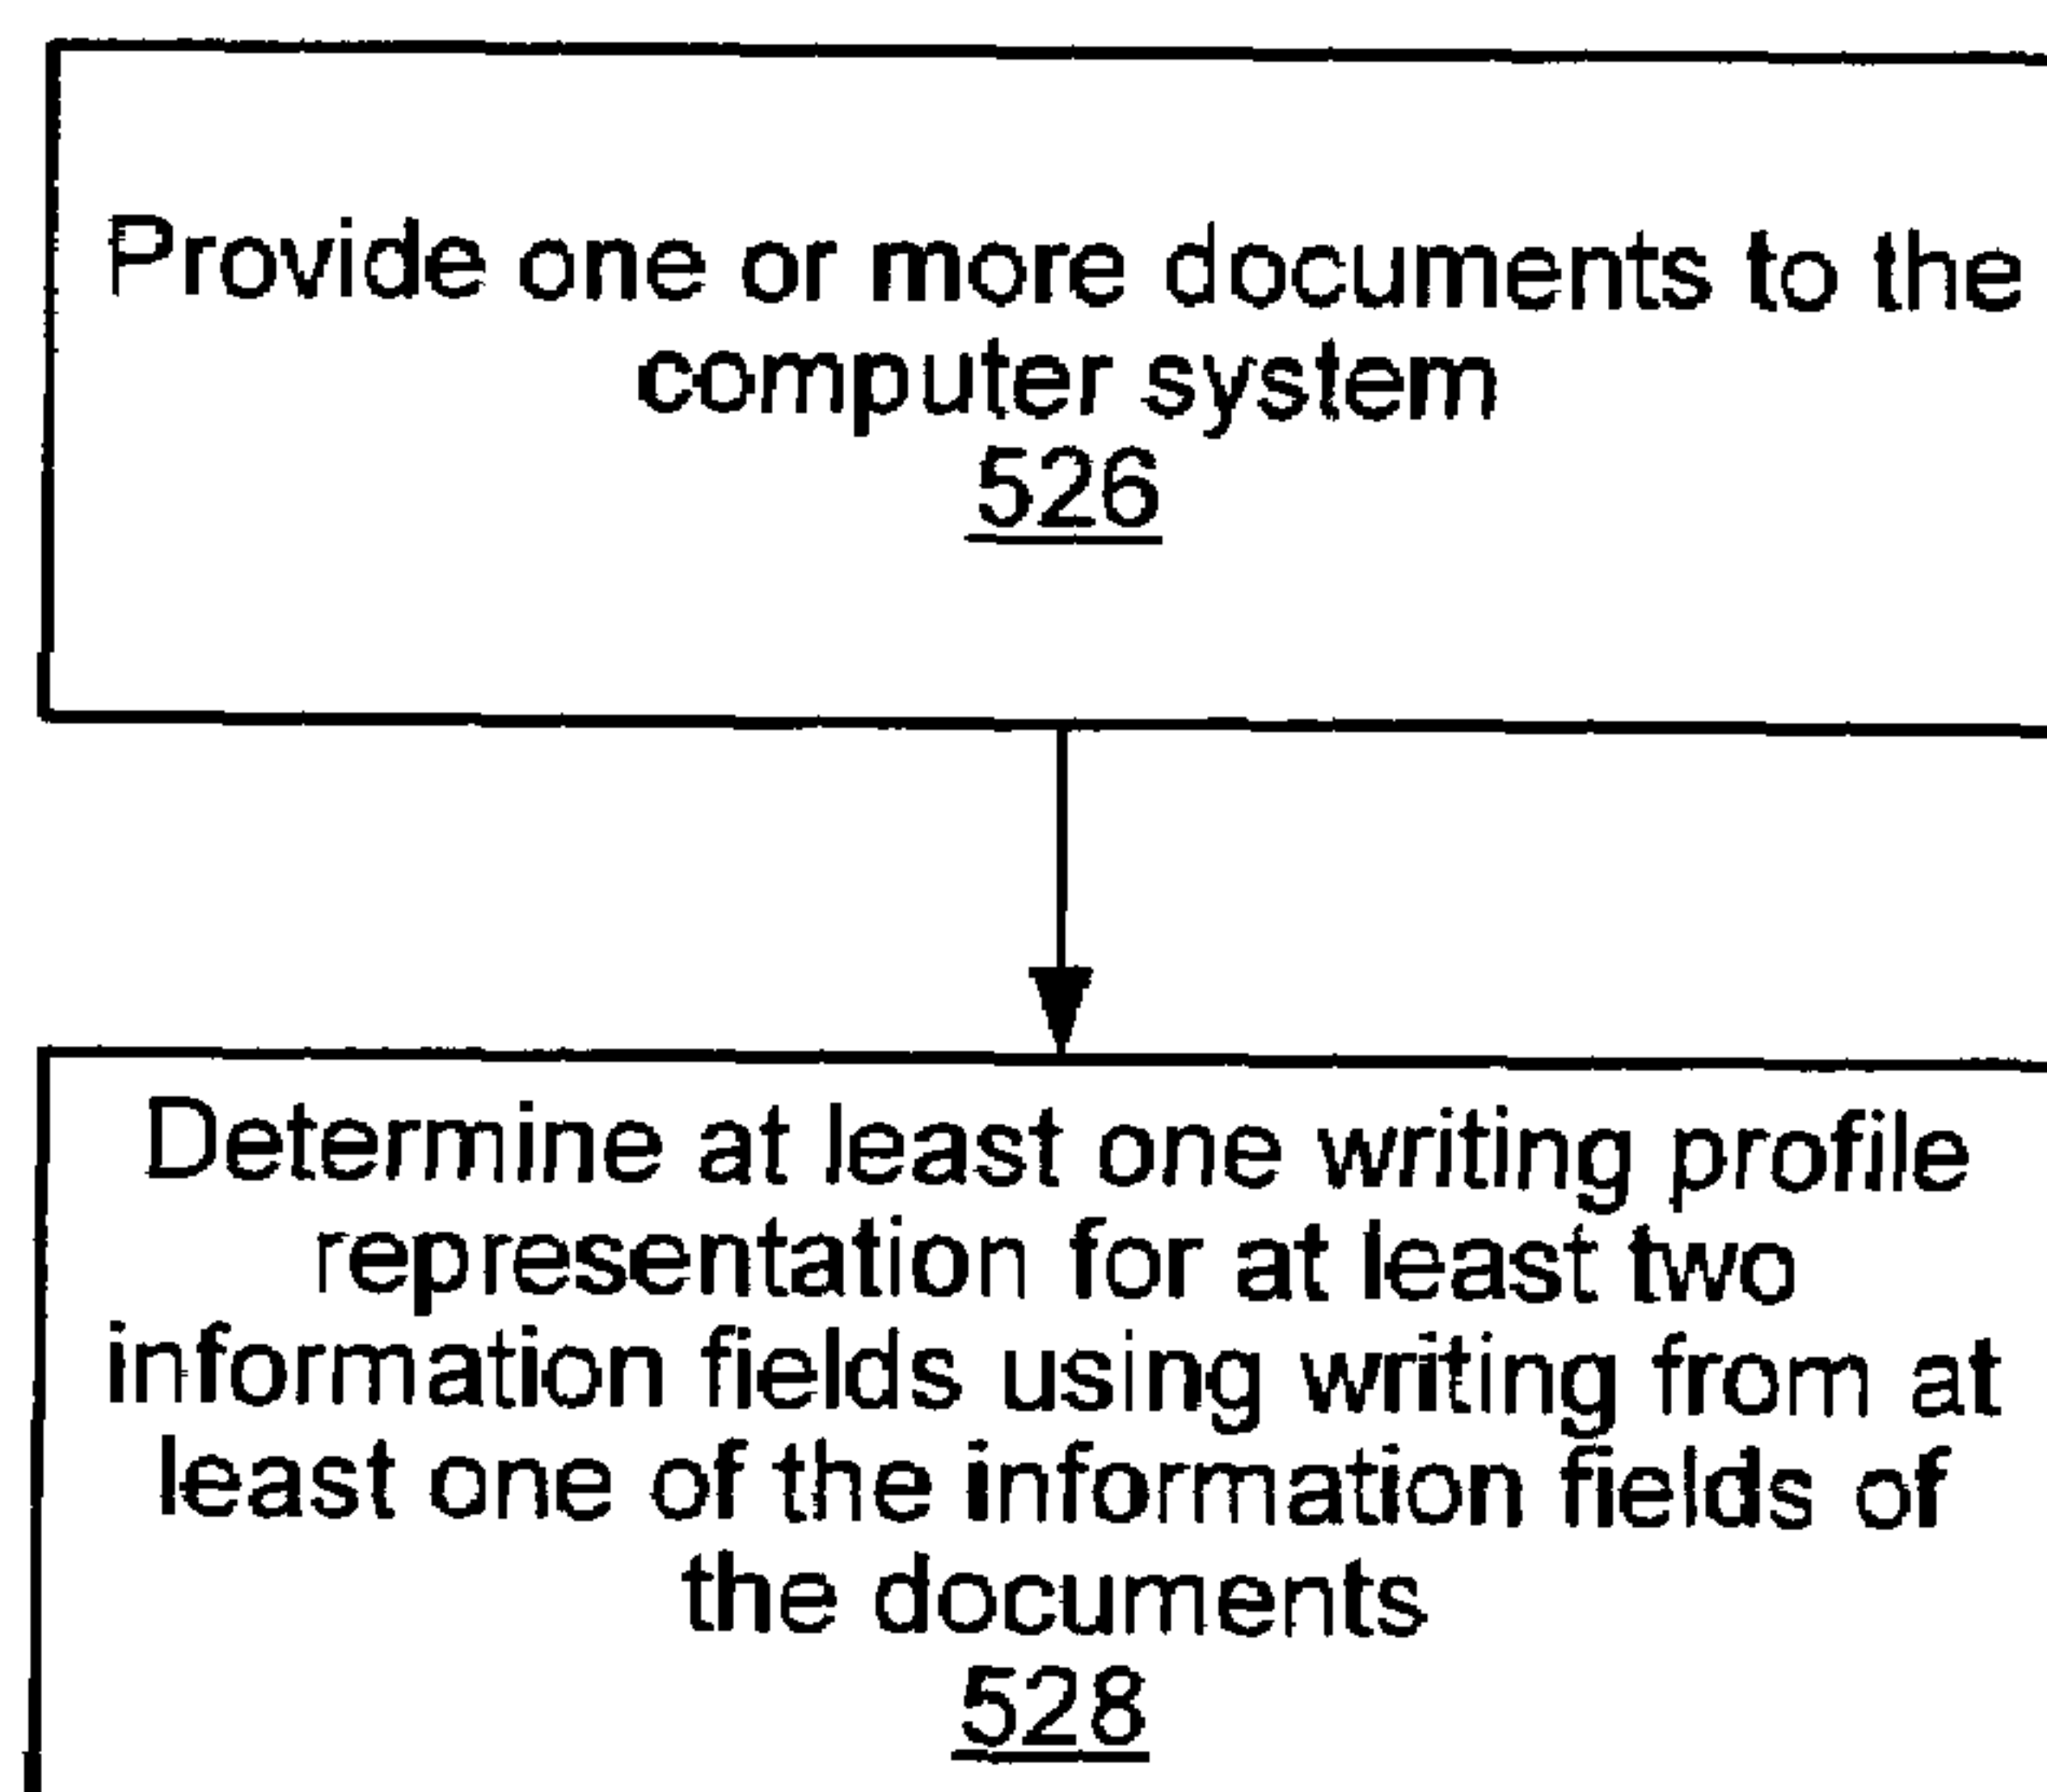 Provide one or more documents to the
computer system
526
Determine at least one writing profile
representation for at least two
information fields using writing from at
least one of the information fields of
the documents
528